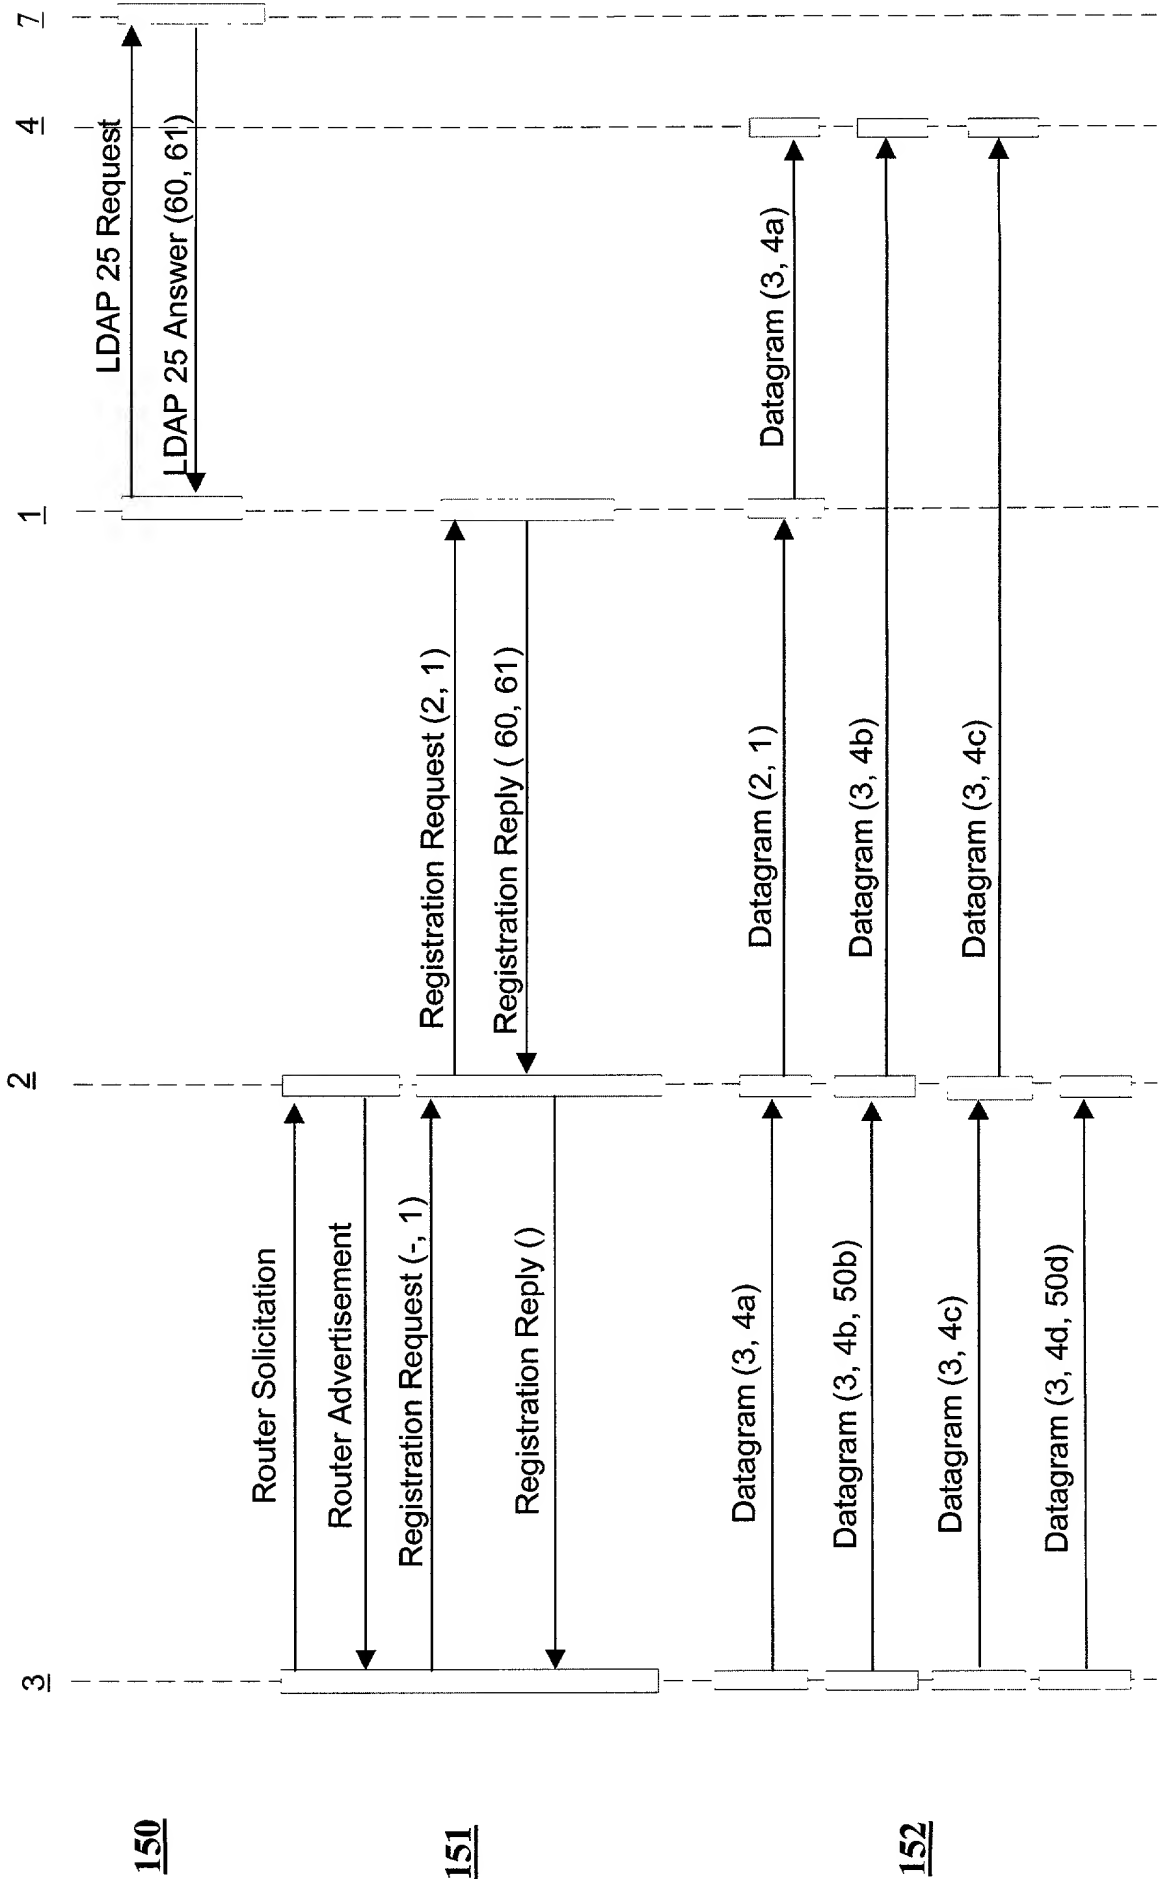 3
2
1
4
7
150
LDAP 25 Request
LDAP 25 Answer (60, 61)
151
Router Solicitation
Router Advertisement
Registration Request (-, 1)
Registration Request (2, 1)
Registration Reply ( 60, 61)
Registration Reply ()
152
Datagram (3, 4a)
Datagram (2, 1)
Datagram (3, 4a)
Datagram (3, 4b, 50b)
Datagram (3, 4b)
Datagram (3, 4c)
Datagram (3, 4c)
Datagram (3, 4d, 50d)